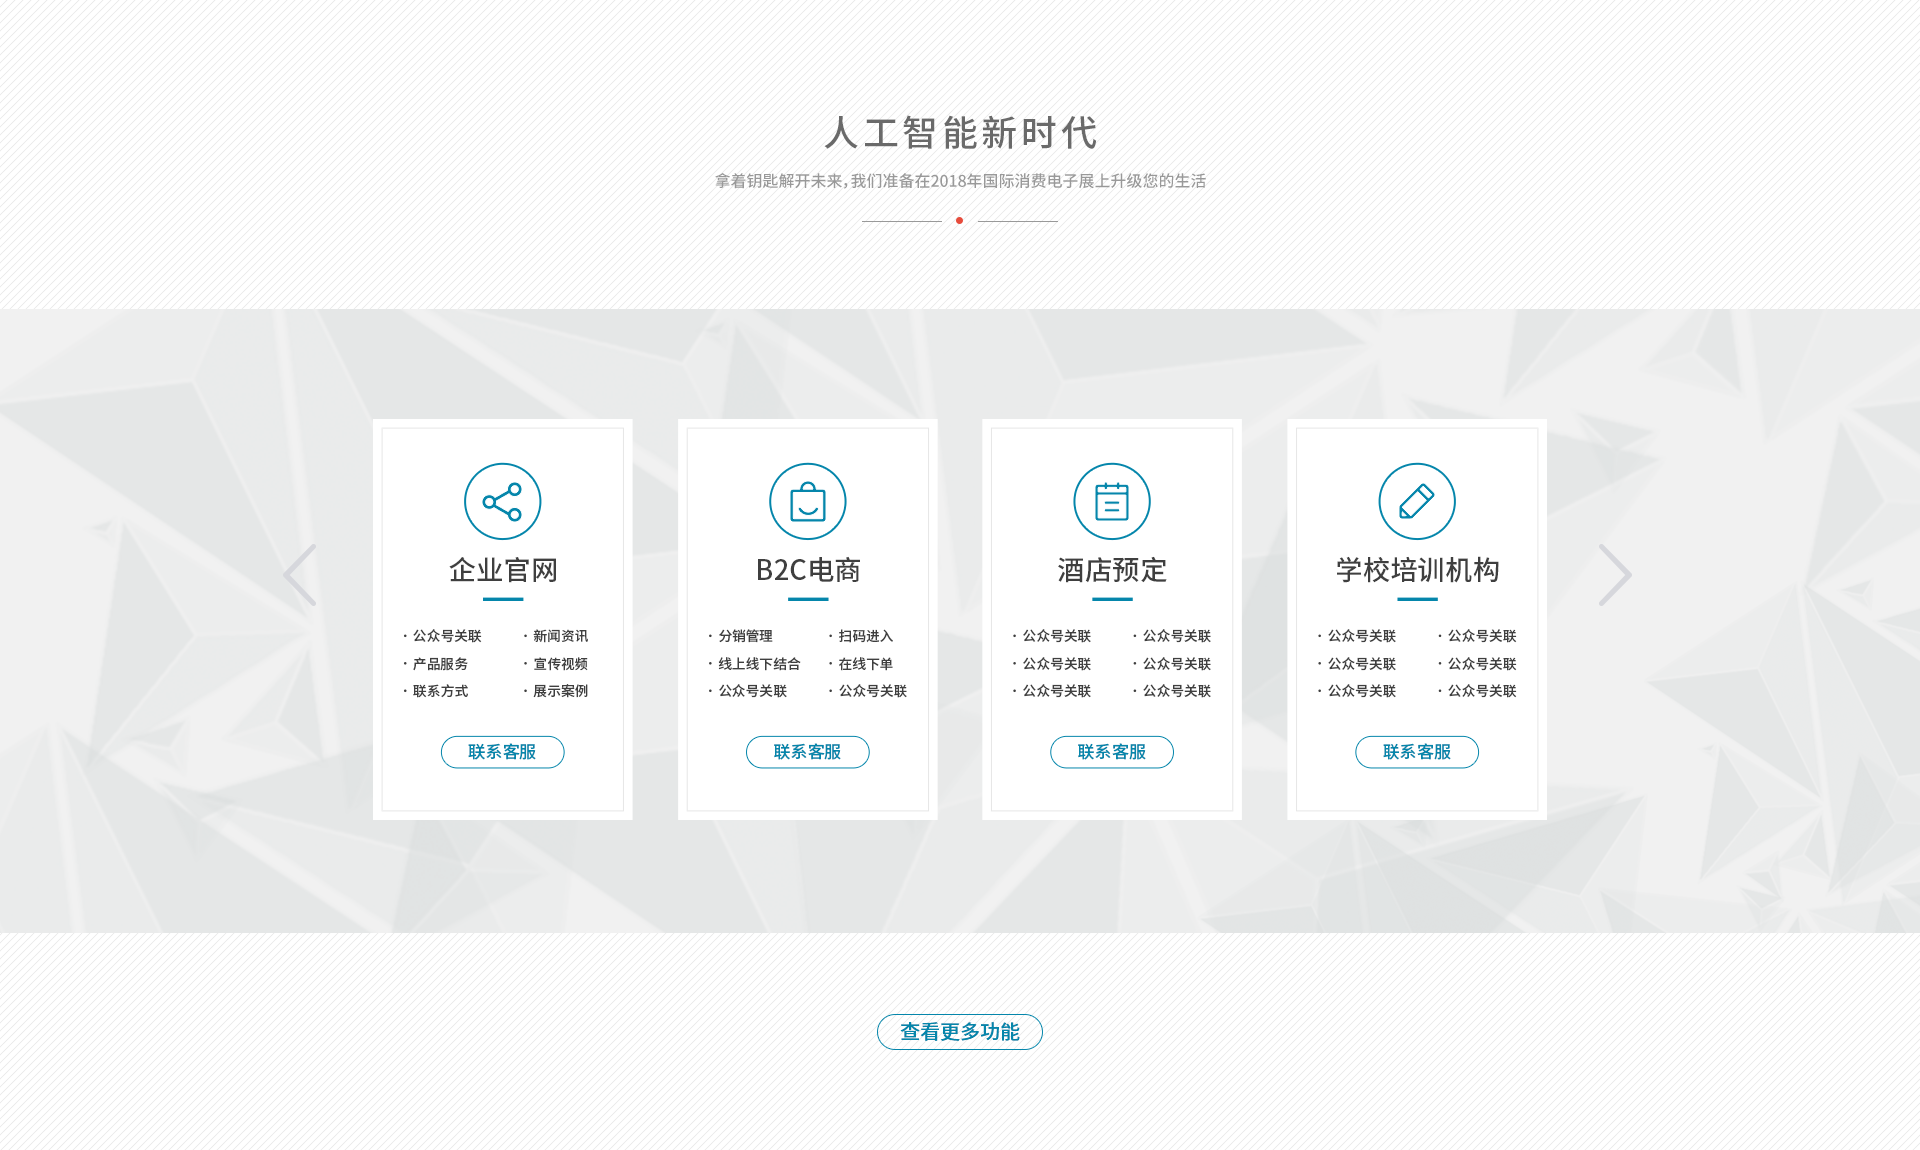 人工智能新时代
拿着钥匙解开未来,我们准备在2018年国际消费电子展上升级您的生活
企业官网
· 公众号关联 · 新闻资讯
· 产品服务 · 宣传视频
· 联系方式 · 展示案例
联系客服
B2C电商
· 分销管理 · 扫码进入
· 线上线下结合 · 在线下单
· 公众号关联 · 公众号关联
联系客服
酒店预定
· 公众号关联 · 公众号关联
· 公众号关联 · 公众号关联
· 公众号关联 · 公众号关联
联系客服
学校培训机构
· 公众号关联 · 公众号关联
· 公众号关联 · 公众号关联
· 公众号关联 · 公众号关联
联系客服
查看更多功能